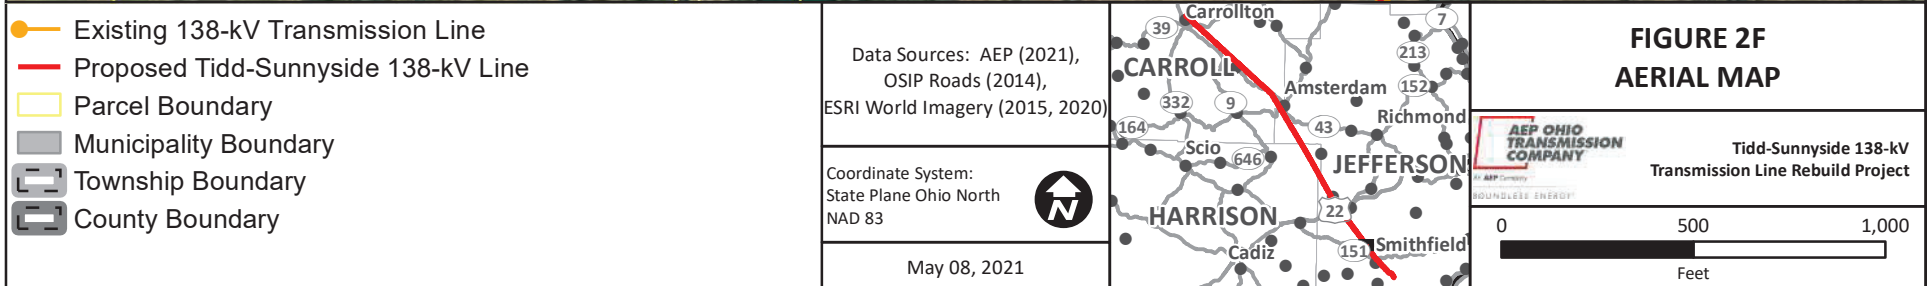 Existing 138-kV Transmission Line
Proposed Tidd-Sunnyside 138-kV Line
Parcel Boundary
Municipality Boundary
Township Boundary
County Boundary
Data Sources: AEP (2021),
OSIP Roads (2014),
ESRI World Imagery (2015, 2020)
Coordinate System:
State Plane Ohio North
NAD 83
N
May 08, 2021
Carrollton
7
39
213
CARROLL
Amsterdam
152
332
9
Richmond
164
43
Scio
646
JEFFERSON
HARRISON
22
Cadiz
151
Smithfield
FIGURE 2F
AERIAL MAP
AEP OHIO
TRANSMISSION
COMPANY
An AEP Company
BOUNDLESS ENERGY
Tidd-Sunnyside 138-kV
Transmission Line Rebuild Project
0 500 1,000
Feet